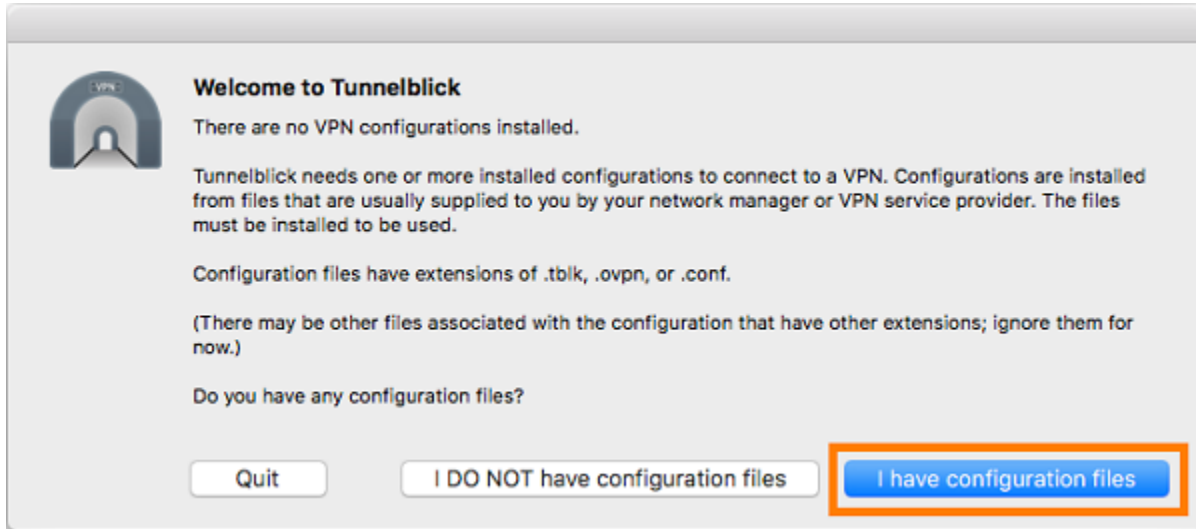 VPN
Welcome to Tunnelblick
There are no VPN configurations installed.
Tunnelblick needs one or more installed configurations to connect to a VPN. Configurations are installed
from files that are usually supplied to you by your network manager or VPN service provider. The files
must be installed to be used.
Configuration files have extensions of .tblk, .ovpn, or .conf.
(There may be other files associated with the configuration that have other extensions; ignore them for
now.)
Do you have any configuration files?
Quit
I DO NOT have configuration files
I have configuration files